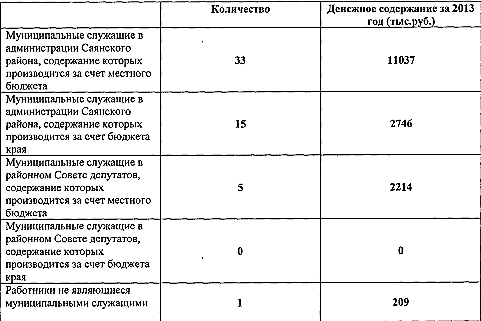 Количество
Денежное содержание за 2013
год (тыс.руб.)
Муниципальные служащие в
администрации Саянского
района, содержание которых
производится за счет местного
бюджета
33
11037
Муниципальные служащие в
администрации Саянского
района, содержание которых
производится за счет бюджета
края
15
2746
Муниципальные служащие в
районном Совете депутатов,
содержание которых
производится за счет местного
бюджета
5
2214
Муниципальные служащие в
районном Совете депутатов,
содержание которых
производится за счет бюджета
края
0
0
Работники не являющиеся
муниципальными служащими
1
209